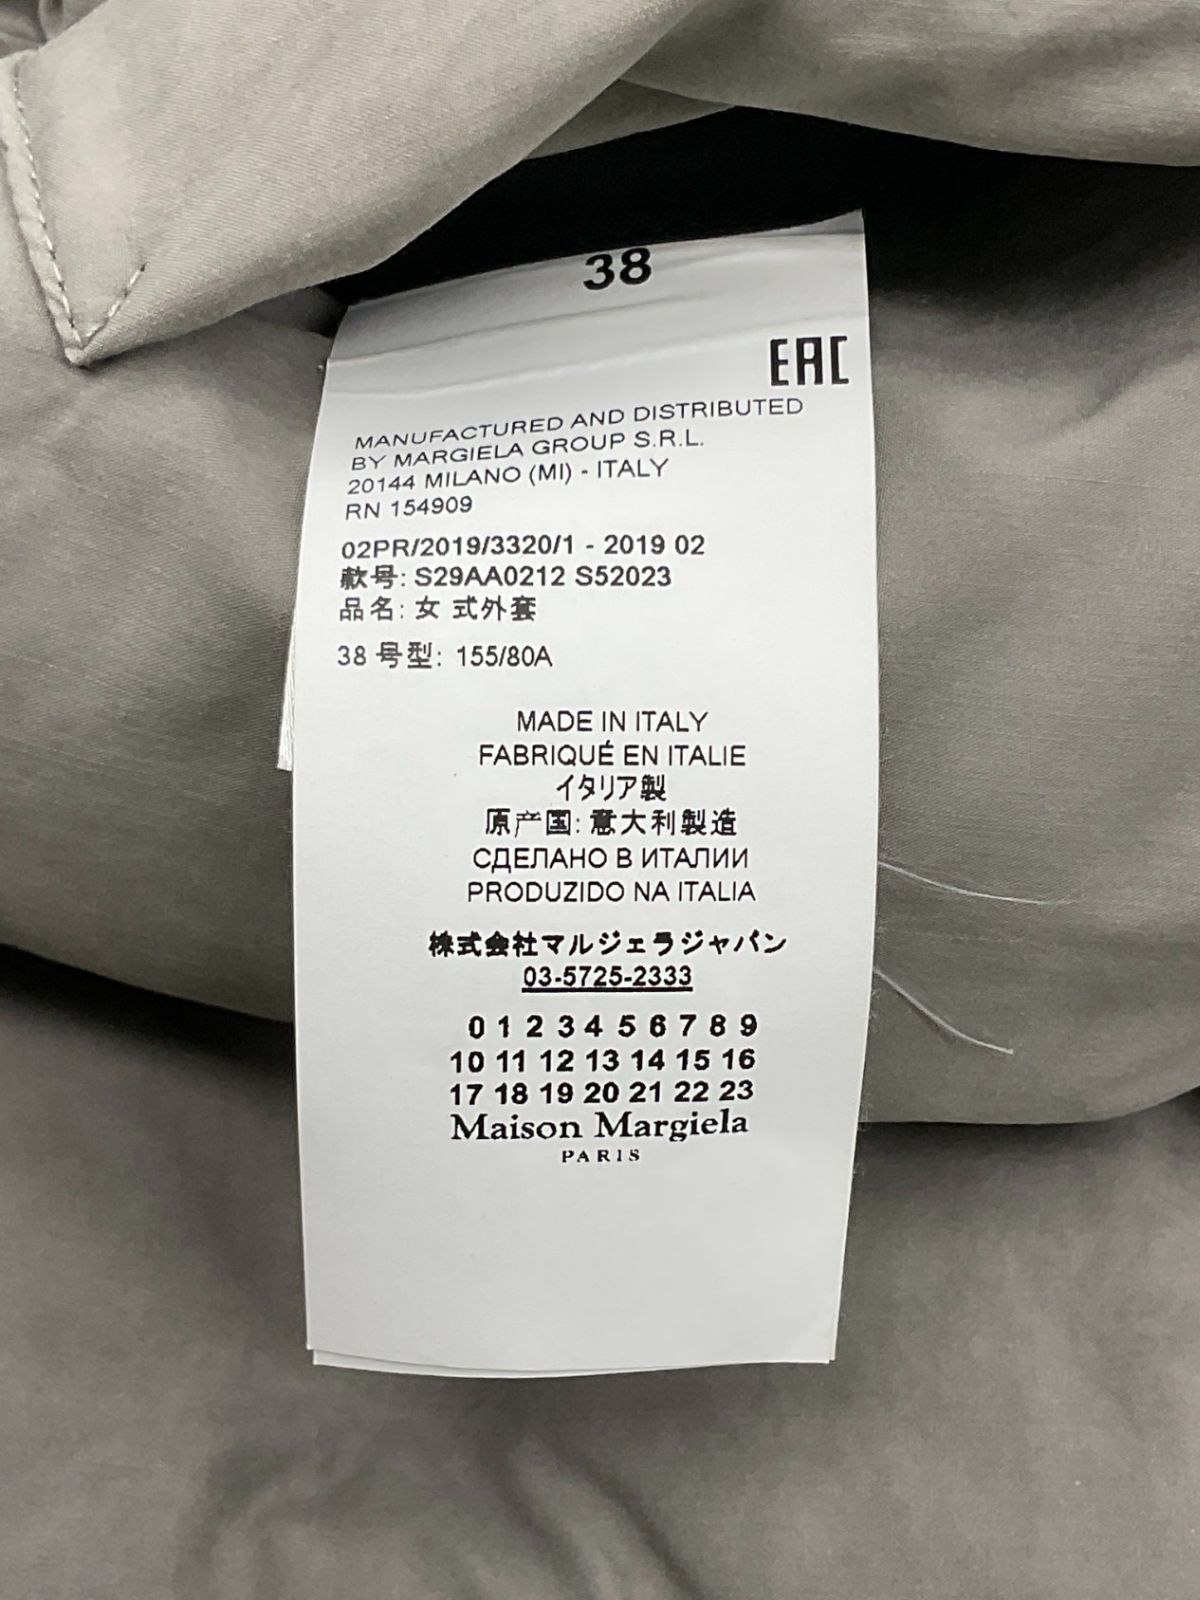 38
EAC
MANUFACTURED AND DISTRIBUTED
BY MARGIELA GROUP S.R.L.
20144 MILANO (MI) - ITALY
RN 154909
02PR/2019/3320/1 - 2019 02
款号: S29AA0212 S52023
品名: 女 式外套
38 号型: 155/80A
MADE IN ITALY
FABRIQUÉ EN ITALIE
イタリア製
原产国: 意大利製造
СДЕЛАНО В ИТАЛИИ
PRODUZIDO NA ITALIA
株式会社マルジェラジャパン
03-5725-2333
0 1 2 3 4 5 6 7 8 9
10 11 12 13 14 15 16
17 18 19 20 21 22 23
Maison Margiela
PARIS